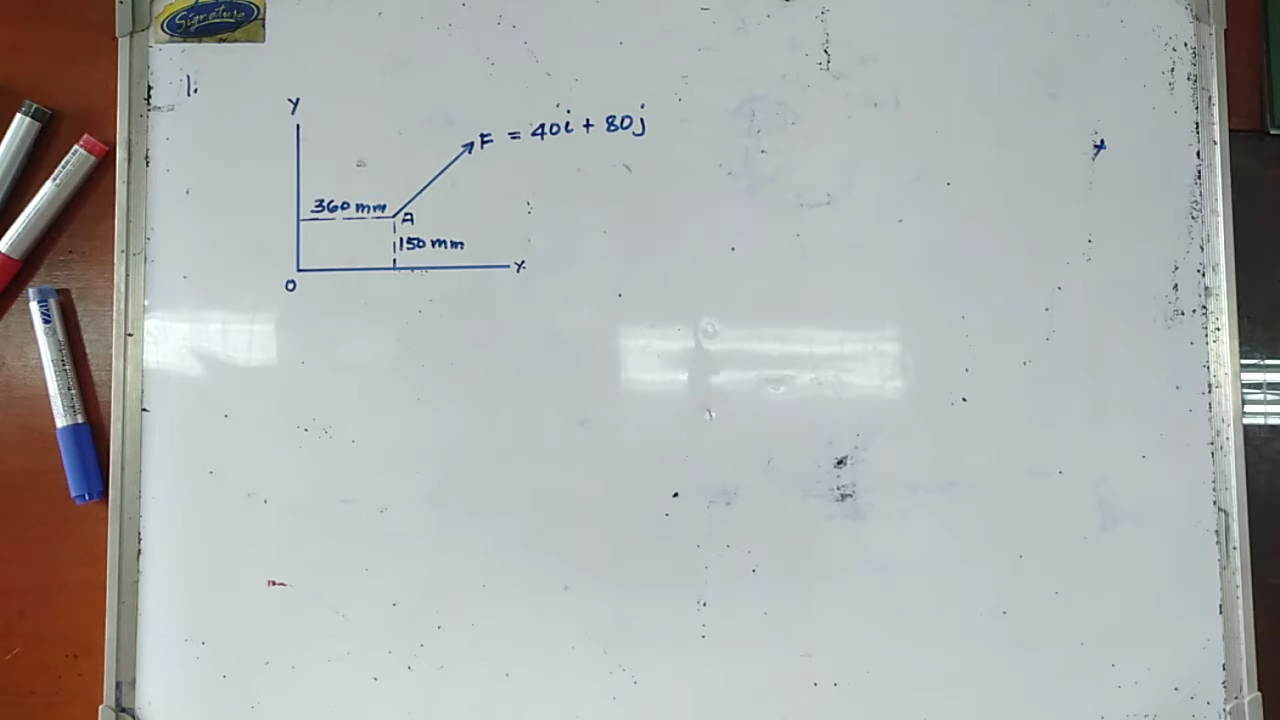 Signature
1.
Y
F = 40i + 80j
360 mm
A
150 mm
X
O